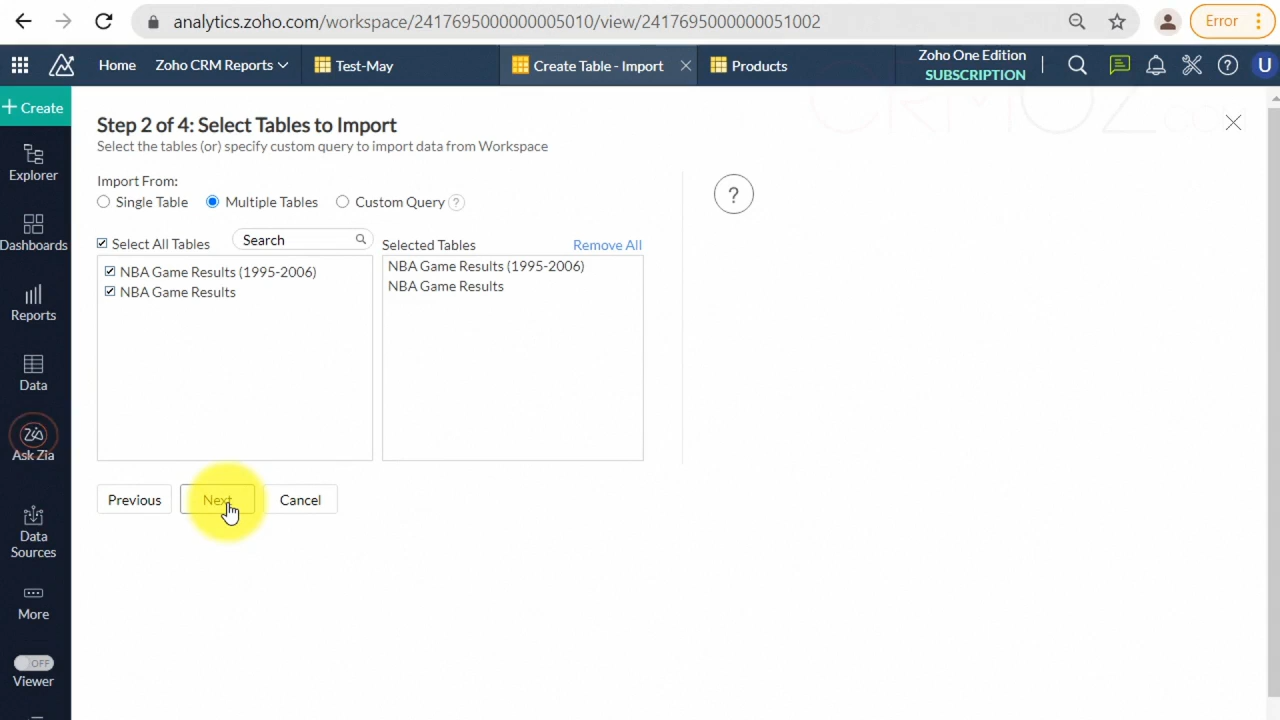 analytics.zoho.com/workspace/2417695000000005010/view/2417695000000051002
Error
Home
Zoho CRM Reports
Test-May
Create Table - Import
Products
Zoho One Edition
SUBSCRIPTION
U
+ Create
Explorer
Dashboards
Reports
Data
Ask Zia
Data
Sources
More
OFF
Viewer
CRMOZ.COM
Step 2 of 4: Select Tables to Import
Select the tables (or) specify custom query to import data from Workspace
Import From:
Single Table
Multiple Tables
Custom Query ?
?
Select All Tables
Search
Selected Tables
Remove All
NBA Game Results (1995-2006)
NBA Game Results
NBA Game Results (1995-2006)
NBA Game Results
Previous
Next
Cancel